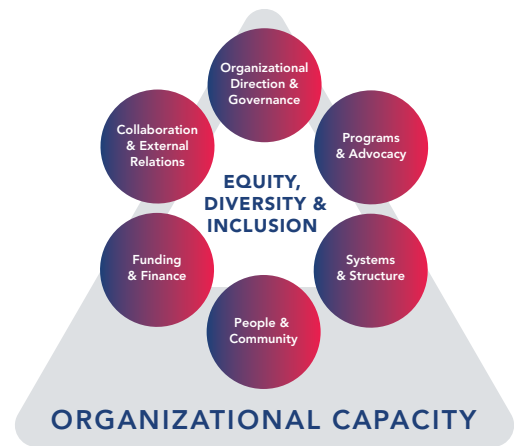 Organizational
Direction &
Governance
Collaboration
& External
Relations
Programs
& Advocacy
EQUITY,
DIVERSITY &
INCLUSION
Funding
& Finance
Systems
& Structure
People &
Community
ORGANIZATIONAL CAPACITY